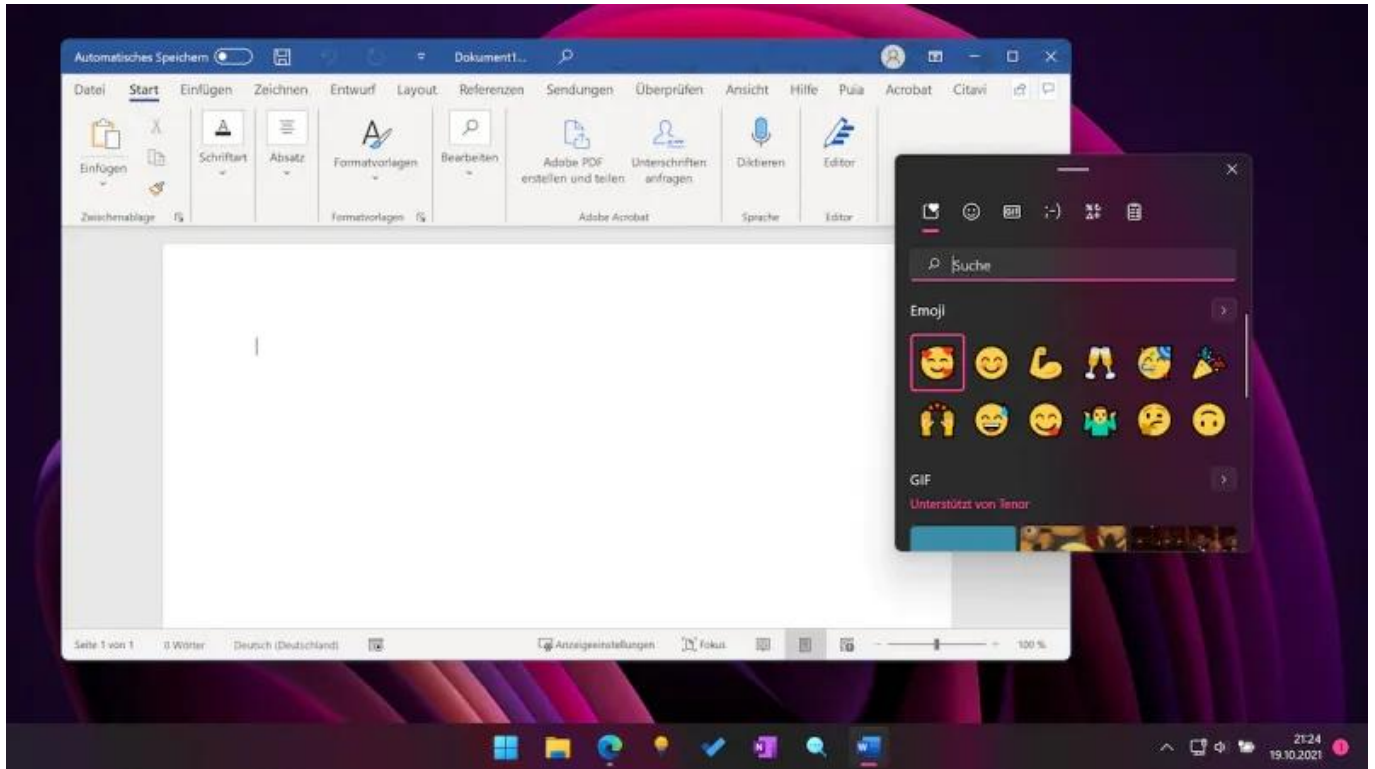 Automatisches Speichern
Dokument1...
Datei Start Einfügen Zeichnen Entwurf Layout Referenzen Sendungen Überprüfen Ansicht Hilfe Puia Acrobat Citavi
Einfügen
Schriftart
Absatz
Formatvorlagen
Bearbeiten
Adobe PDF
erstellen und teilen
Unterschriften
anfragen
Diktieren
Editor
Zwischenablage
Formatvorlagen
Adobe Acrobat
Sprache
Editor
GIF
;-)
Suche
Emoji
GIF
Unterstützt von Tenor
Seite 1 von 1 0 Wörter Deutsch (Deutschland) Anzeigeeinstellungen Fokus 100 %
21:24
19.10.2021
1